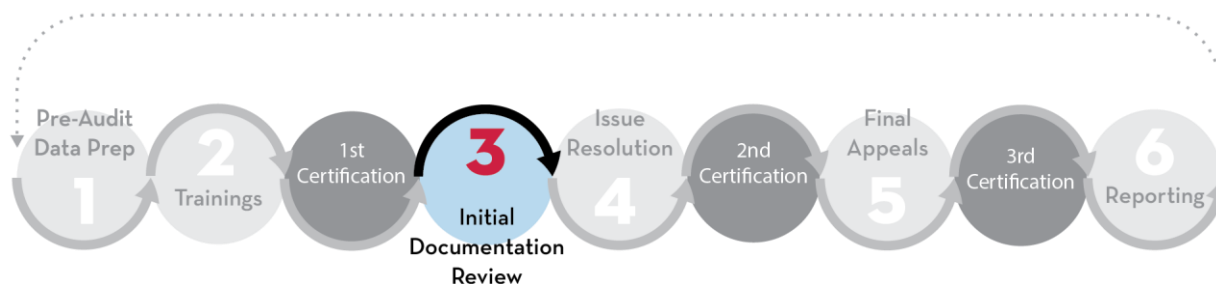 Pre-Audit
Data Prep
1
2
Trainings
1st
Certification
3
Initial
Documentation
Review
Issue
Resolution
4
2nd
Certification
Final
Appeals
5
3rd
Certification
6
Reporting